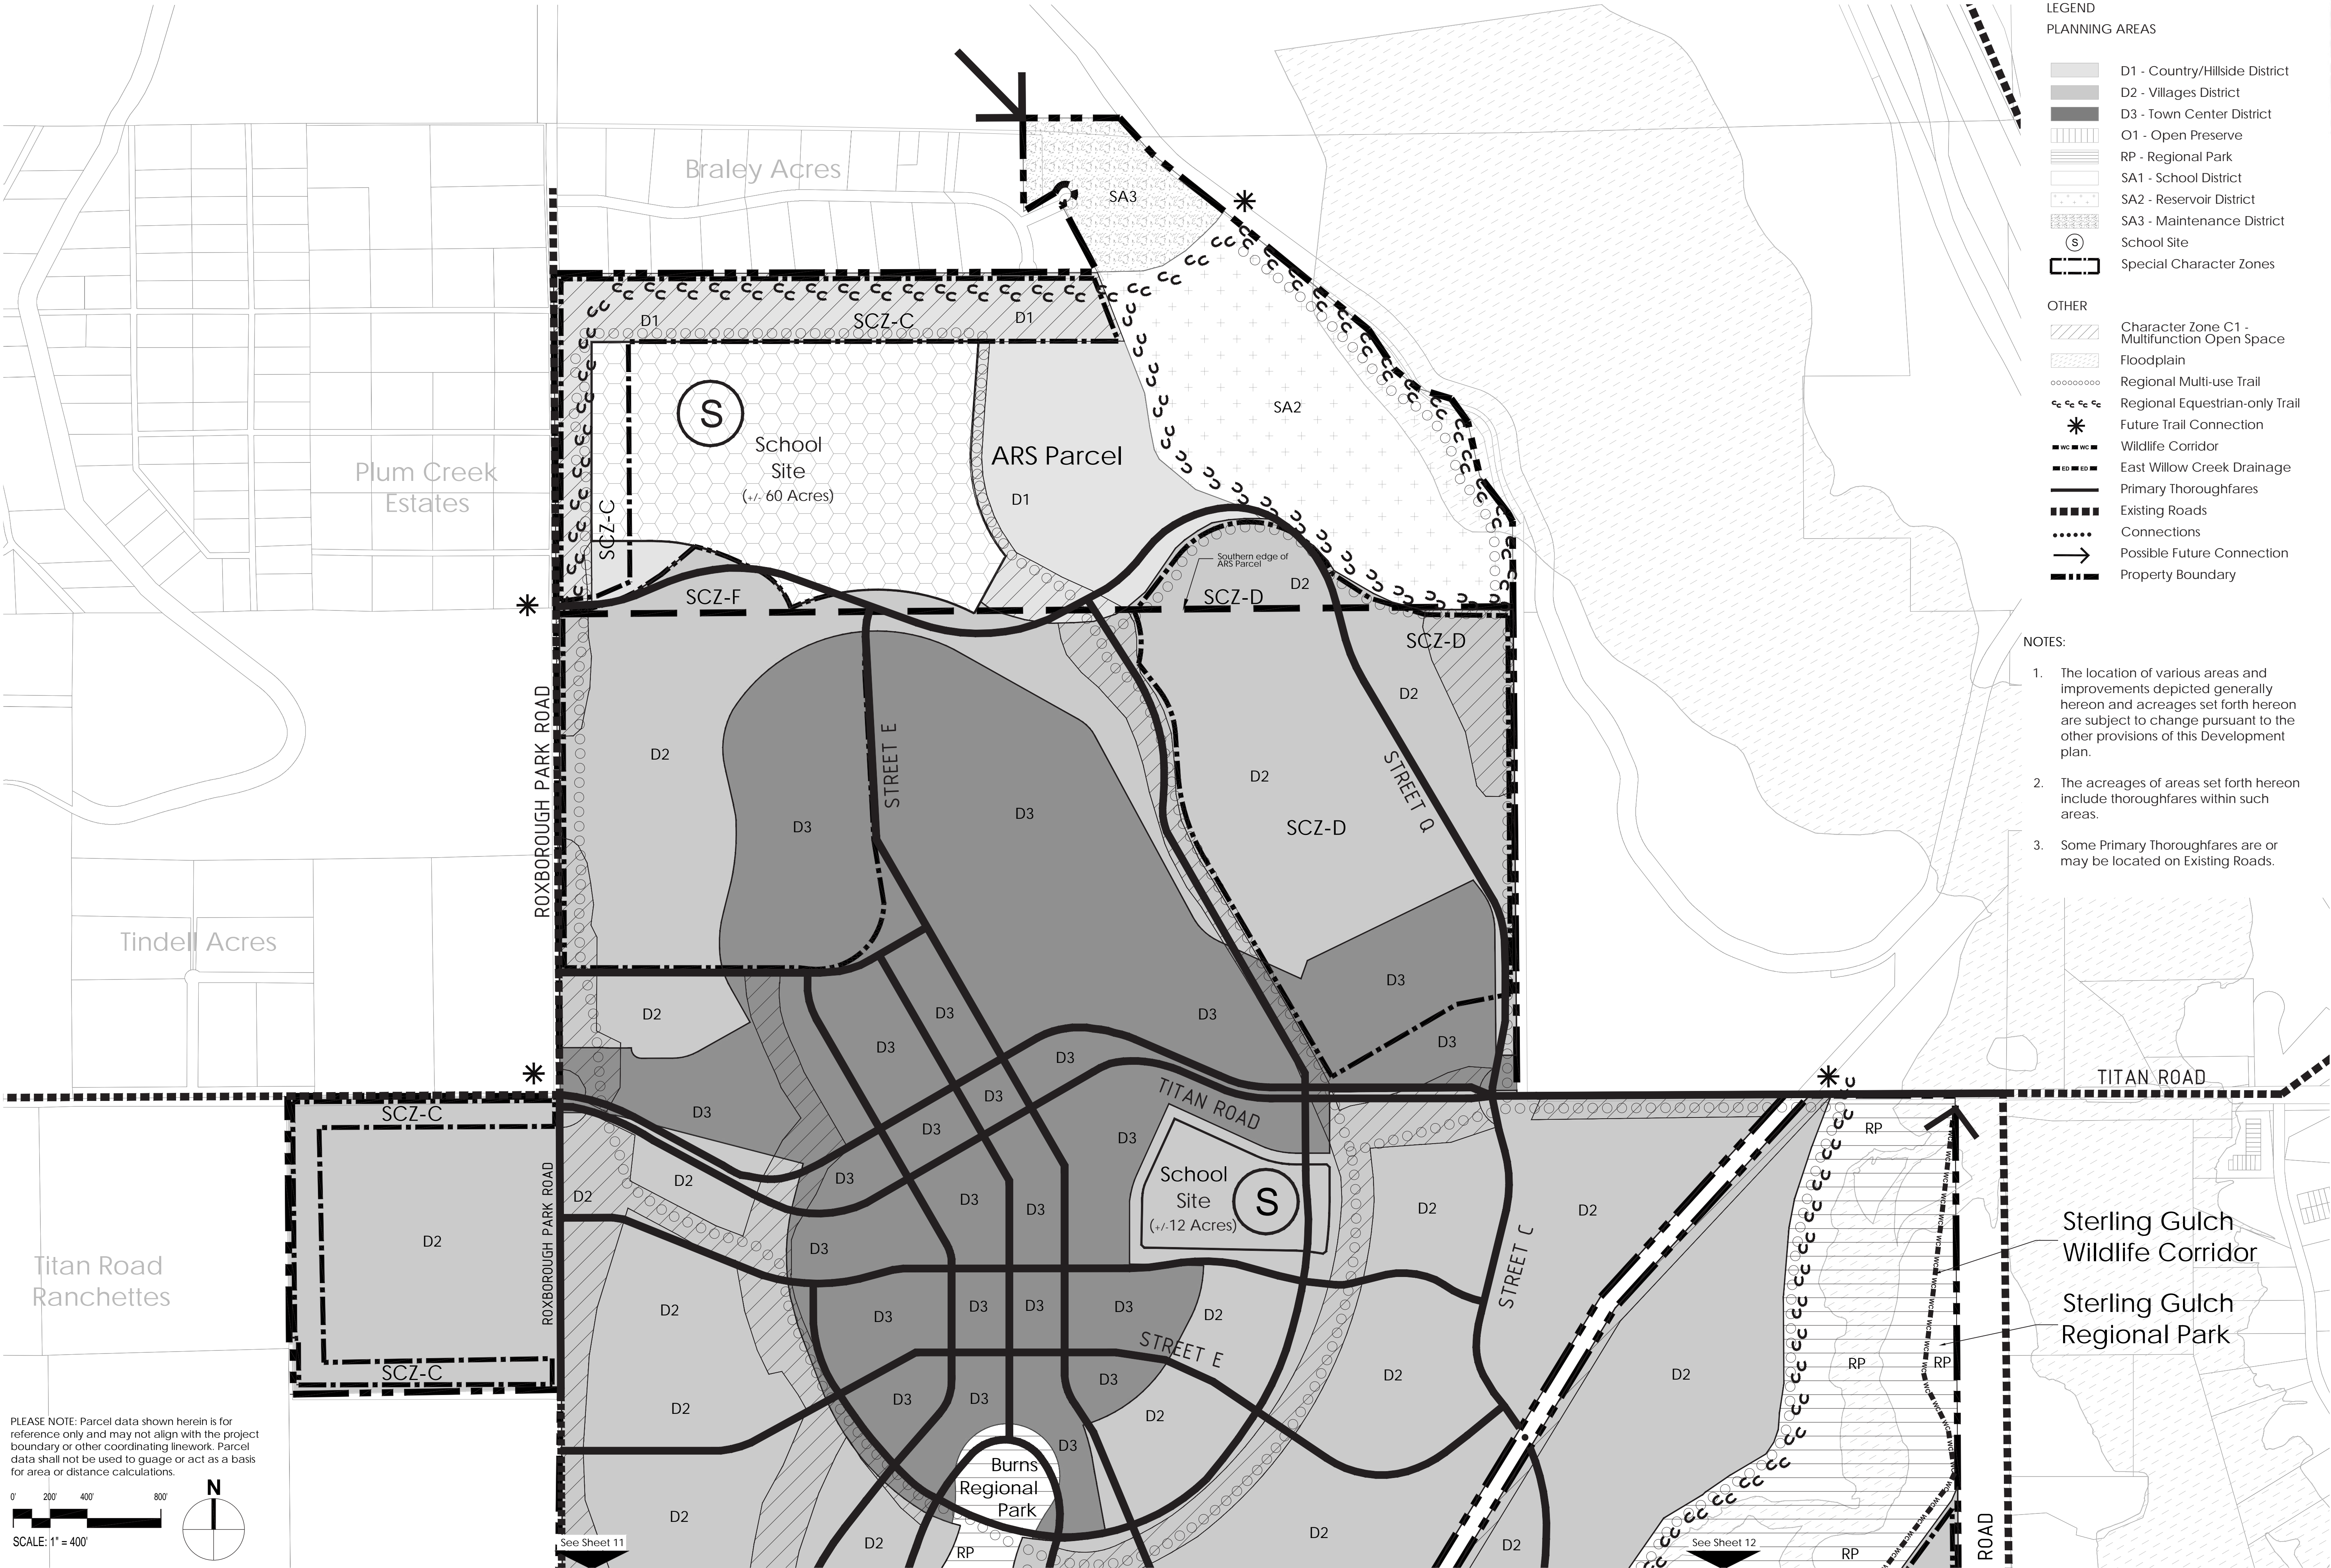 LEGEND
PLANNING AREAS
D1 - Country/Hillside District
D2 - Villages District
D3 - Town Center District
O1 - Open Preserve
RP - Regional Park
SA1 - School District
SA2 - Reservoir District
SA3 - Maintenance District
S School Site
Special Character Zones
OTHER
Character Zone C1 -
Multifunction Open Space
Floodplain
Regional Multi-use Trail
Regional Equestrian-only Trail
Future Trail Connection
WC WC Wildlife Corridor
ED ED East Willow Creek Drainage
Primary Thoroughfares
Existing Roads
Connections
Possible Future Connection
Property Boundary
NOTES:
1. The location of various areas and
improvements depicted generally
hereon and acreages set forth hereon
are subject to change pursuant to the
other provisions of this Development
plan.
2. The acreages of areas set forth hereon
include thoroughfares within such
areas.
3. Some Primary Thoroughfares are or
may be located on Existing Roads.
Braley Acres
SA3
D1
SCZ-C
D1
S
School
Site
(+/- 60 Acres)
SA2
ARS Parcel
D1
Plum Creek
Estates
SCZ-C
Southern edge of
ARS Parcel
D2
SCZ-F
SCZ-D
SCZ-D
D2
ROXBOROUGH PARK ROAD
D2
STREET E
D2
STREET Q
D3
D3
SCZ-D
Tindell Acres
D3
D2
D3
D3
D3
D3
D3
D3
TITAN ROAD
TITAN ROAD
SCZ-C
D3
D3
D3
D3
RP
School
Site
(+/-12 Acres)
S
D2
D2
D3
D3
D3
D2
D2
ROXBOROUGH PARK ROAD
D2
D3
STREET C
Sterling Gulch
Wildlife Corridor
Titan Road
Ranchettes
D2
D3
D3
D3
D3
D2
Sterling Gulch
Regional Park
STREET E
RP
RP
SCZ-C
D3
D3
D3
D2
D2
D2
D2
D3
Burns
Regional
Park
D2
D2
D2
D2
RP
RP
ROAD
See Sheet 11
See Sheet 12
PLEASE NOTE: Parcel data shown herein is for
reference only and may not align with the project
boundary or other coordinating linework. Parcel
data shall not be used to guage or act as a basis
for area or distance calculations.
N
0' 200' 400' 800'
SCALE: 1" = 400'